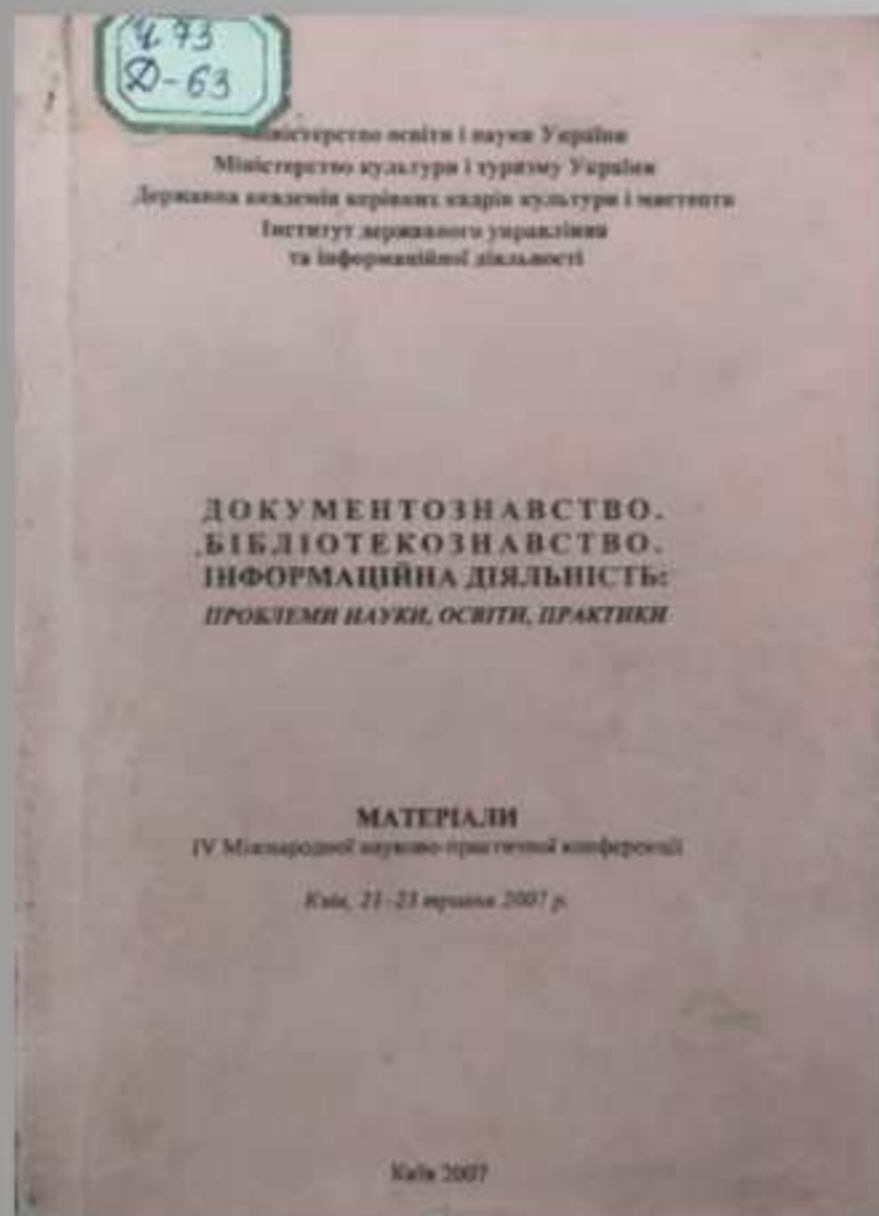 Ч 73
Д-63
Міністерство освіти і науки України
Міністерство культури і туризму України
Державна академія керівних кадрів культури і мистецтв
Інститут державного управління
та інформаційної діяльності
ДОКУМЕНТОЗНАВСТВО.
БІБЛІОТЕКОЗНАВСТВО.
ІНФОРМАЦІЙНА ДІЯЛЬНІСТЬ:
ПРОБЛЕМИ НАУКИ, ОСВІТИ, ПРАКТИКИ
МАТЕРІАЛИ
IV Міжнародної науково-практичної конференції
Київ, 21–23 травня 2007 р.
Київ 2007